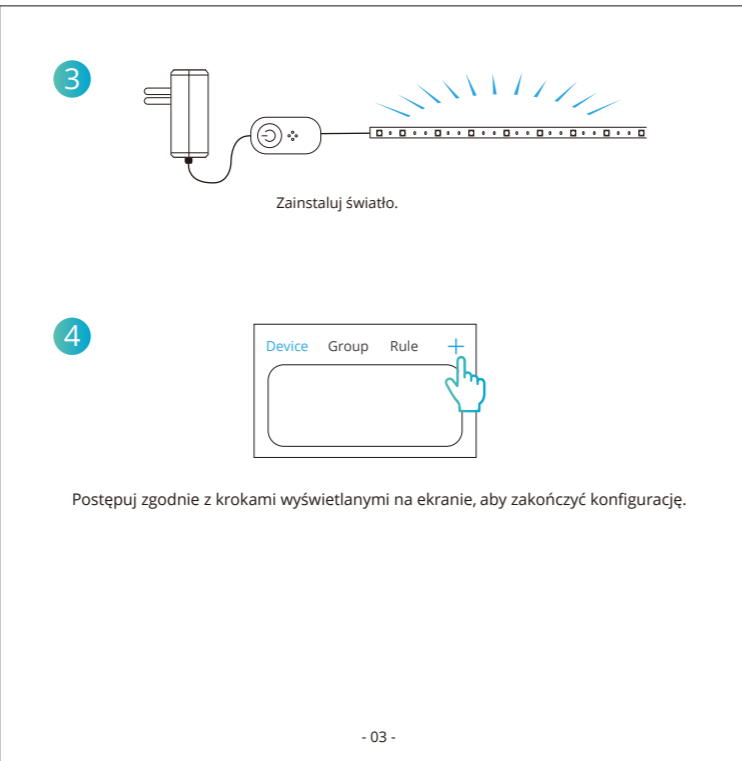 3
Zainstaluj światło.
4
Device Group Rule +
Postępuj zgodnie z krokami wyświetlanymi na ekranie, aby zakończyć konfigurację.
- 03 -